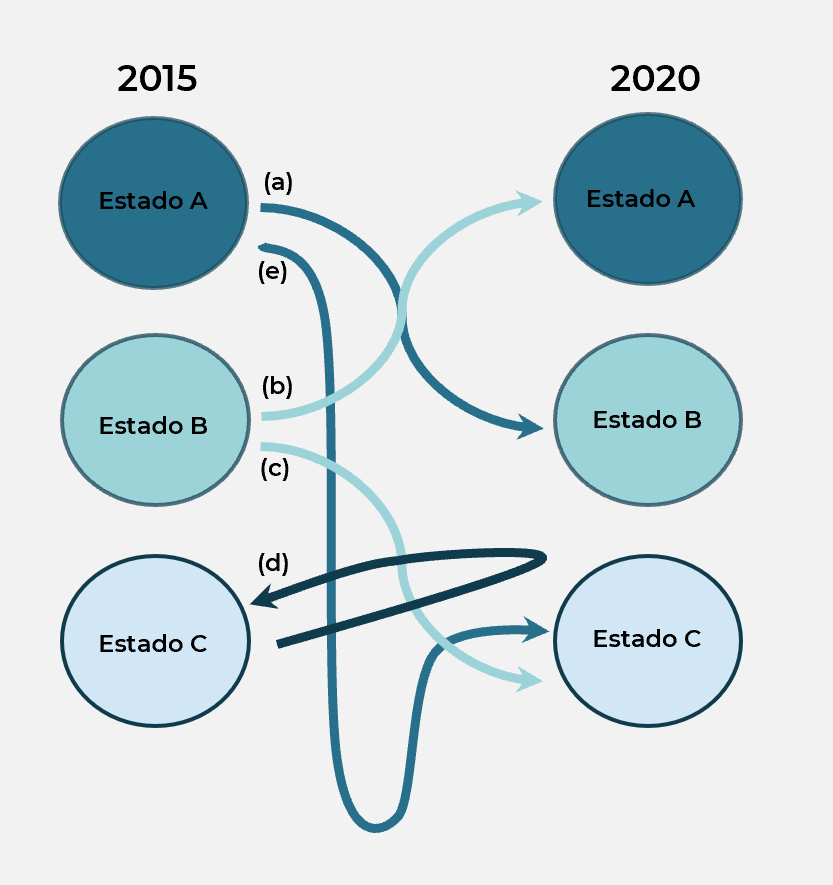 2015
2020
Estado A
(a)
(e)
Estado A
Estado B
(b)
(c)
Estado B
Estado C
(d)
Estado C